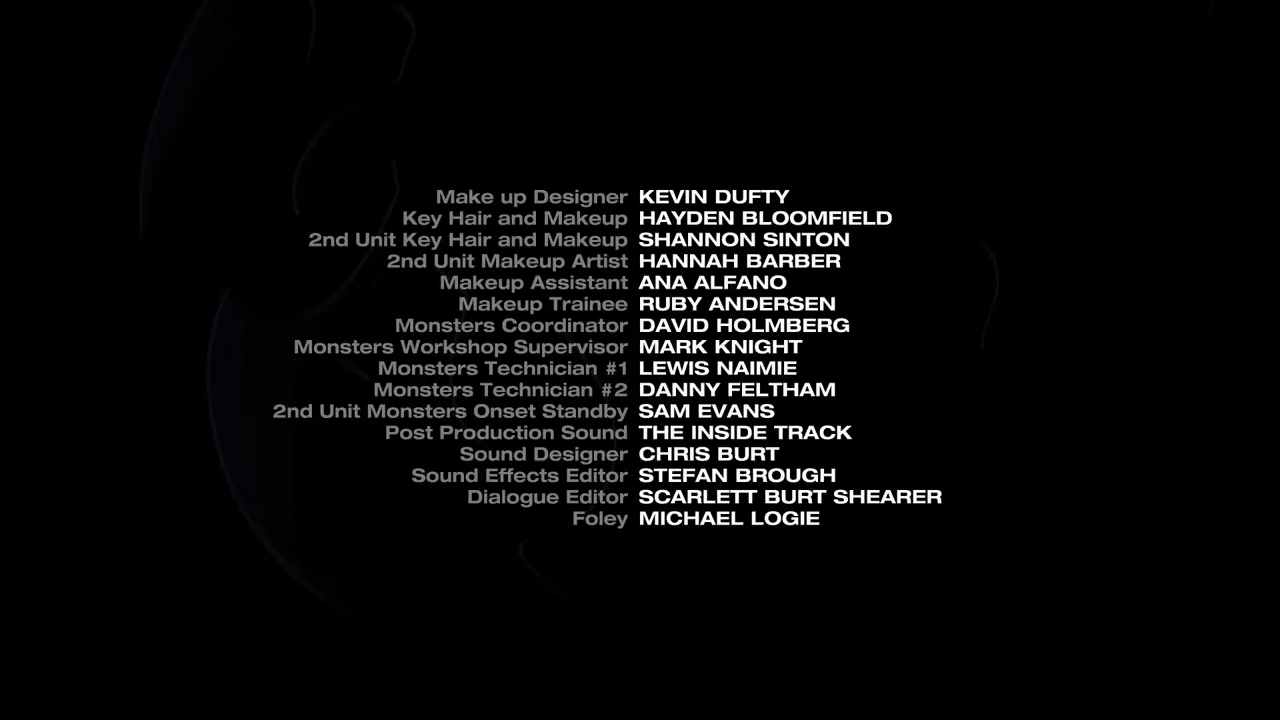 Make up Designer KEVIN DUFTY
Key Hair and Makeup HAYDEN BLOOMFIELD
2nd Unit Key Hair and Makeup SHANNON SINTON
2nd Unit Makeup Artist HANNAH BARBER
Makeup Assistant ANA ALFANO
Makeup Trainee RUBY ANDERSEN
Monsters Coordinator DAVID HOLMBERG
Monsters Workshop Supervisor MARK KNIGHT
Monsters Technician #1 LEWIS NAIMIE
Monsters Technician #2 DANNY FELTHAM
2nd Unit Monsters Onset Standby SAM EVANS
Post Production Sound THE INSIDE TRACK
Sound Designer CHRIS BURT
Sound Effects Editor STEFAN BROUGH
Dialogue Editor SCARLETT BURT SHEARER
Foley MICHAEL LOGIE